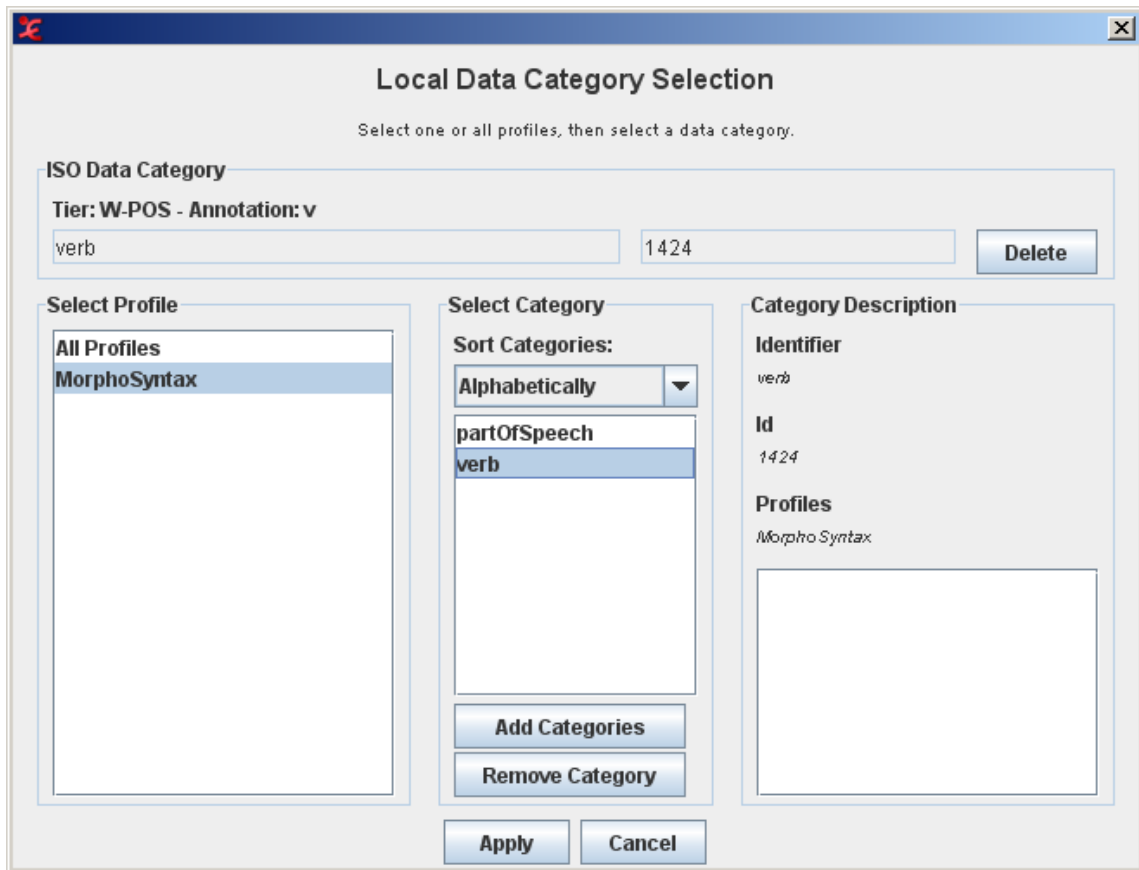 Local Data Category Selection
Select one or all profiles, then select a data category.
ISO Data Category
Tier: W-POS - Annotation: v
verb
1424
Delete
Select Profile
All Profiles
MorphoSyntax
Select Category
Sort Categories:
Alphabetically
partOfSpeech
verb
Add Categories
Remove Category
Category Description
Identifier
verb
Id
1424
Profiles
MorphoSyntax
Apply
Cancel